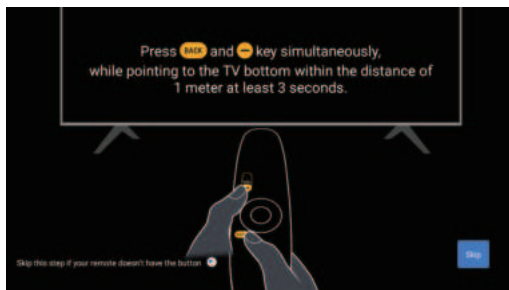 Press BACK and − key simultaneously,
while pointing to the TV bottom within the distance of
1 meter at least 3 seconds.
Skip this step if your remote doesn't have the button
Skip